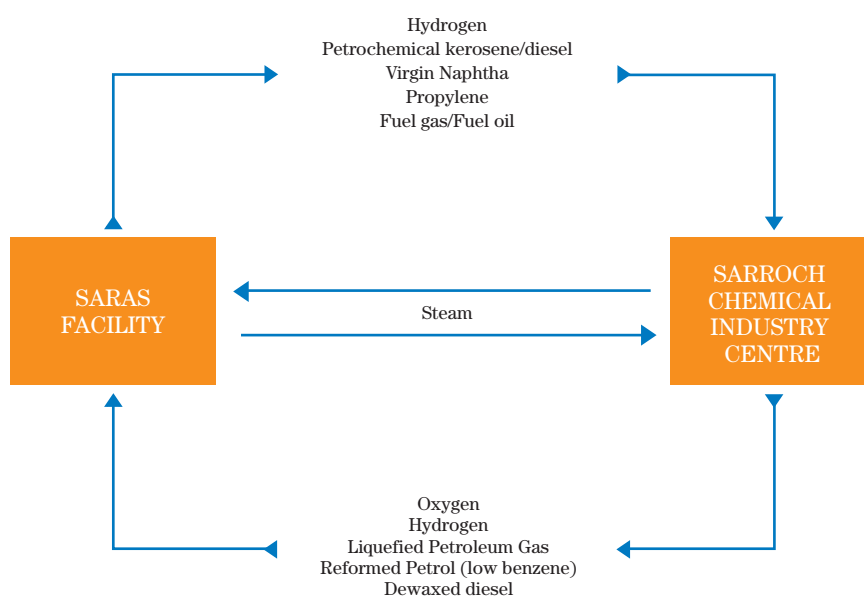 Hydrogen
Petrochemical kerosene/diesel
Virgin Naphtha
Propylene
Fuel gas/Fuel oil
SARAS
FACILITY
Steam
SARROCH
CHEMICAL
INDUSTRY
CENTRE
Oxygen
Hydrogen
Liquefied Petroleum Gas
Reformed Petrol (low benzene)
Dewaxed diesel